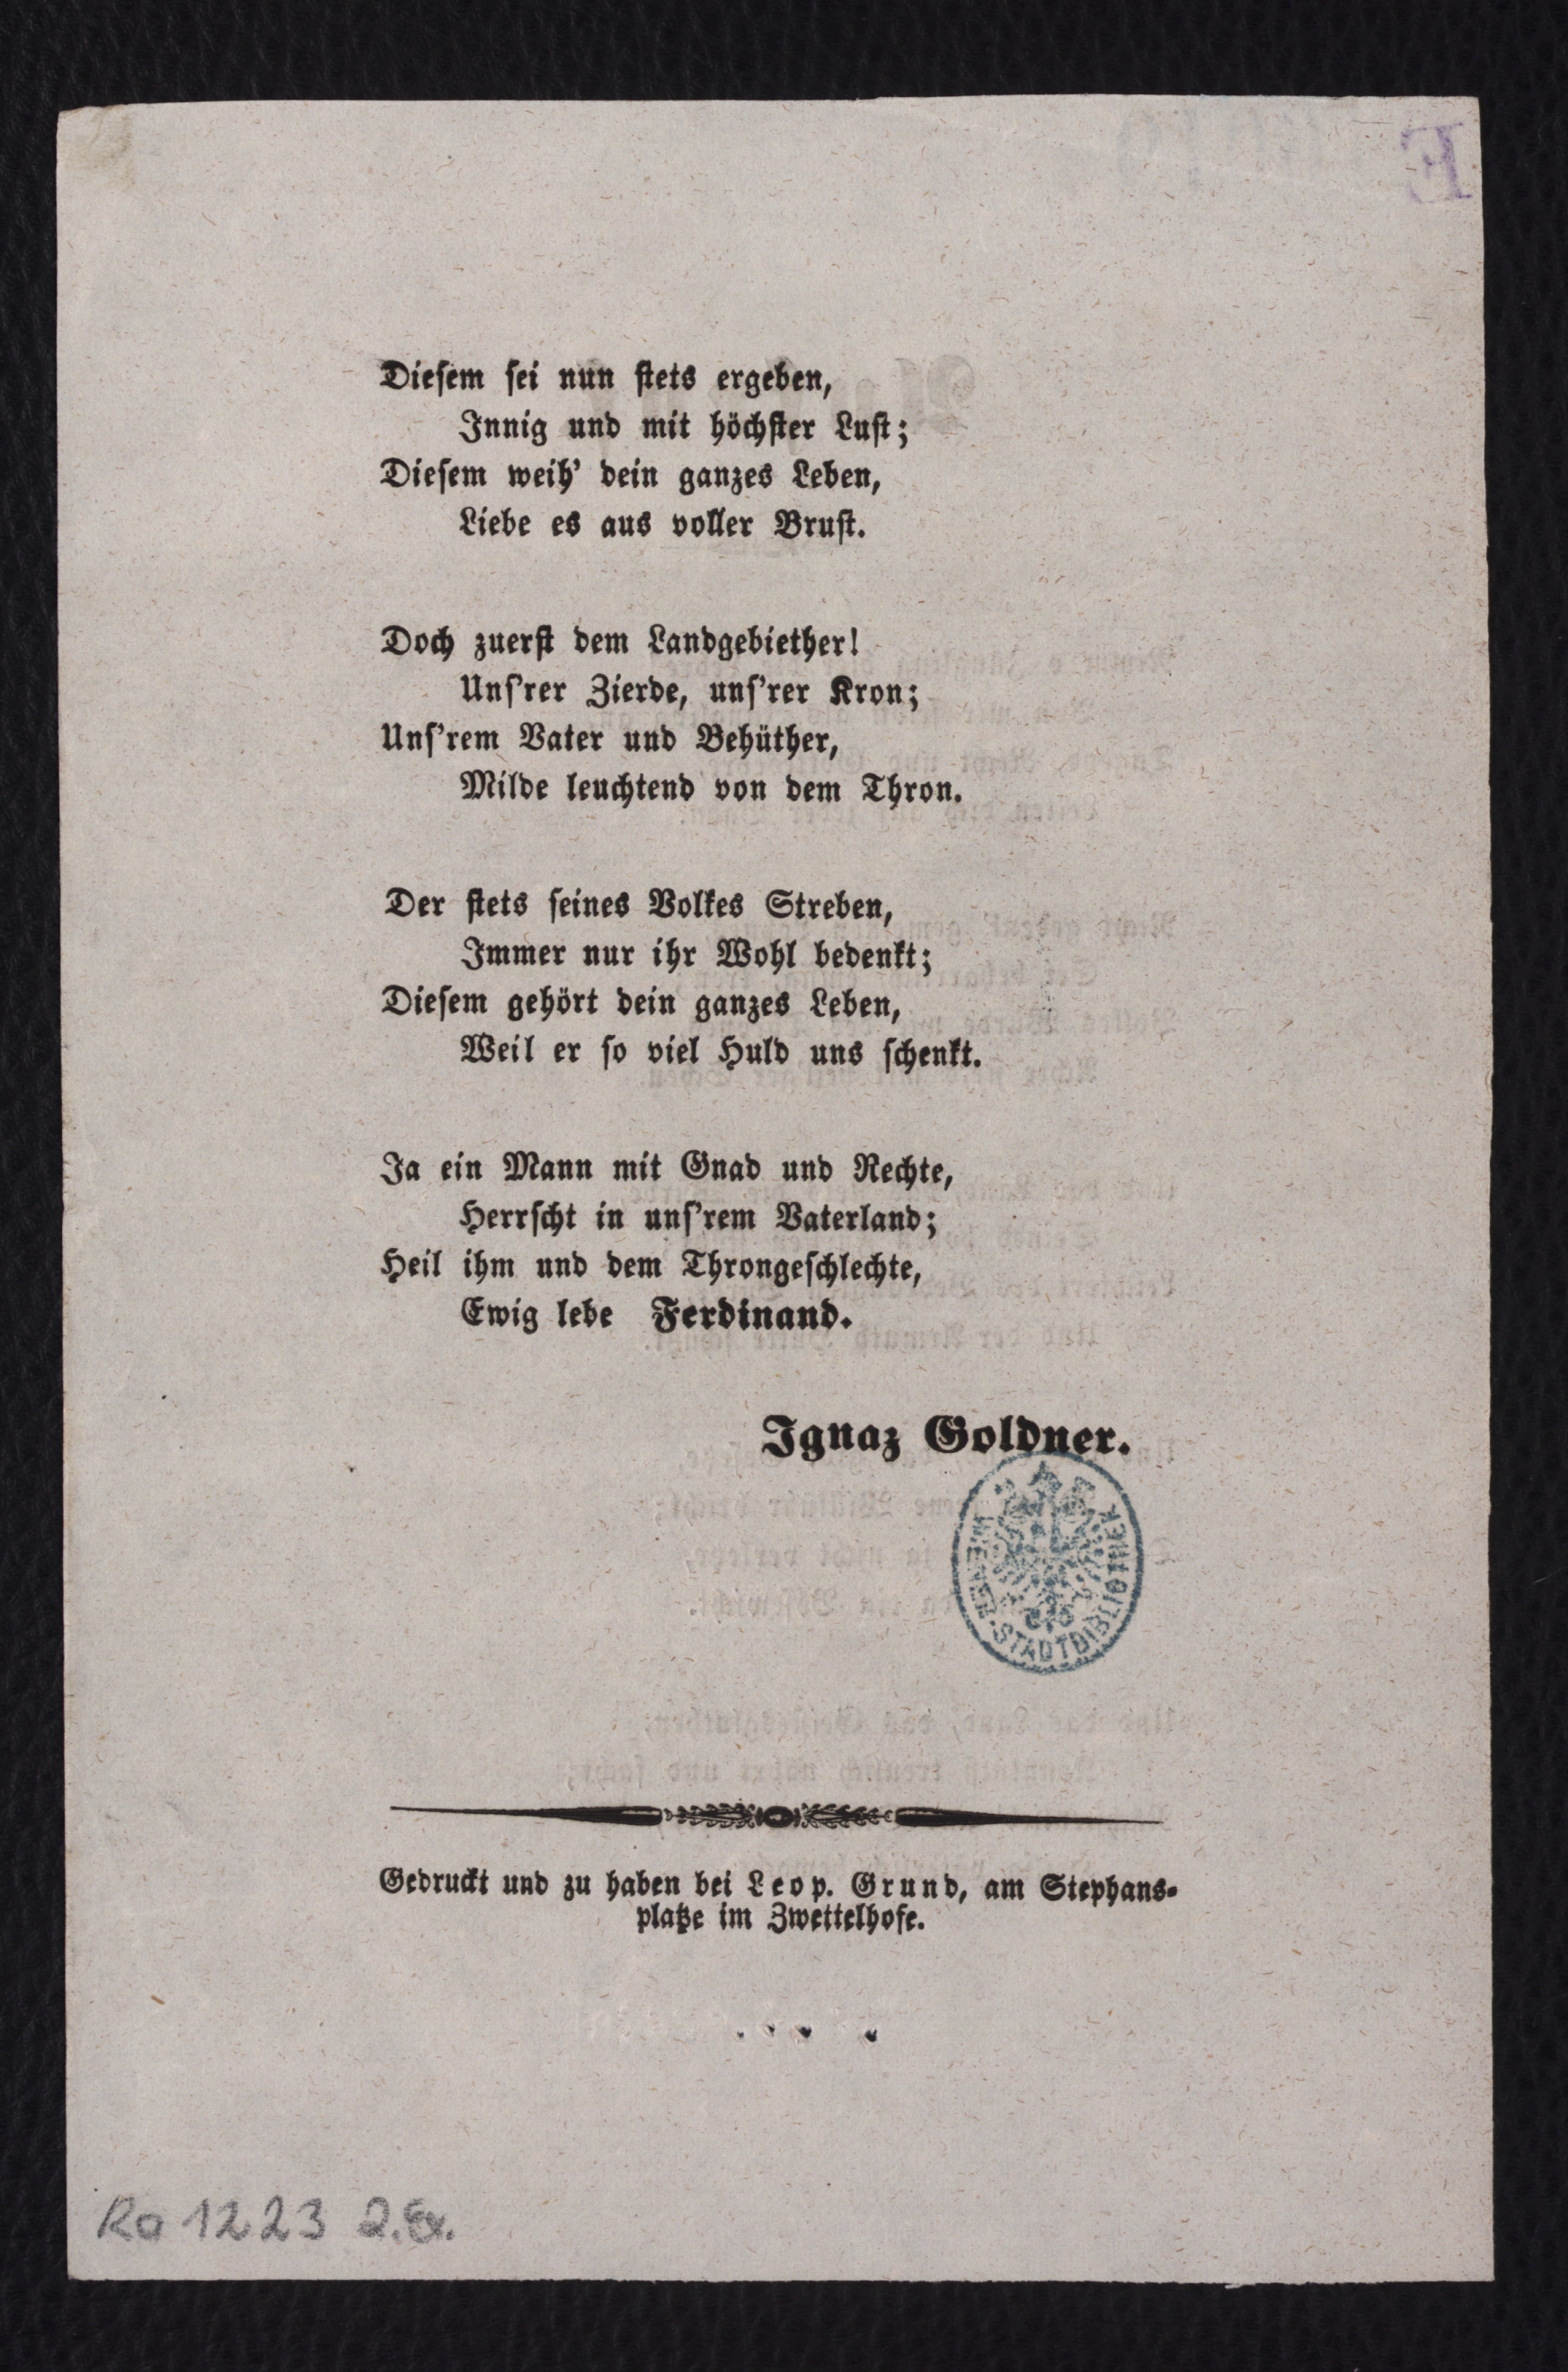 E
Diesem sei nun stets ergeben,
Innig und mit höchster Lust;
Diesem weih' dein ganzes Leben,
Liebe es aus voller Brust.
Doch zuerst dem Landgebiether!
Uns'rer Zierde, uns'rer Kron;
Uns'rem Vater und Behüther,
Milde leuchtend von dem Thron.
Der stets seines Volkes Streben,
Immer nur ihr Wohl bedenkt;
Diesem gehört dein ganzes Leben,
Weil er so viel Huld uns schenkt.
Ja ein Mann mit Gnad und Rechte,
Herrscht in uns'rem Vaterland;
Heil ihm und dem Throngeschlechte,
Ewig lebe Ferdinand.
Ignaz Goldner.
WIENER-STADTBIBLIOTHEK
Gedruckt und zu haben bei Leop. Grund, am Stephans-
platze im Zwettelhofe.
Ra 1223 2.Ex.